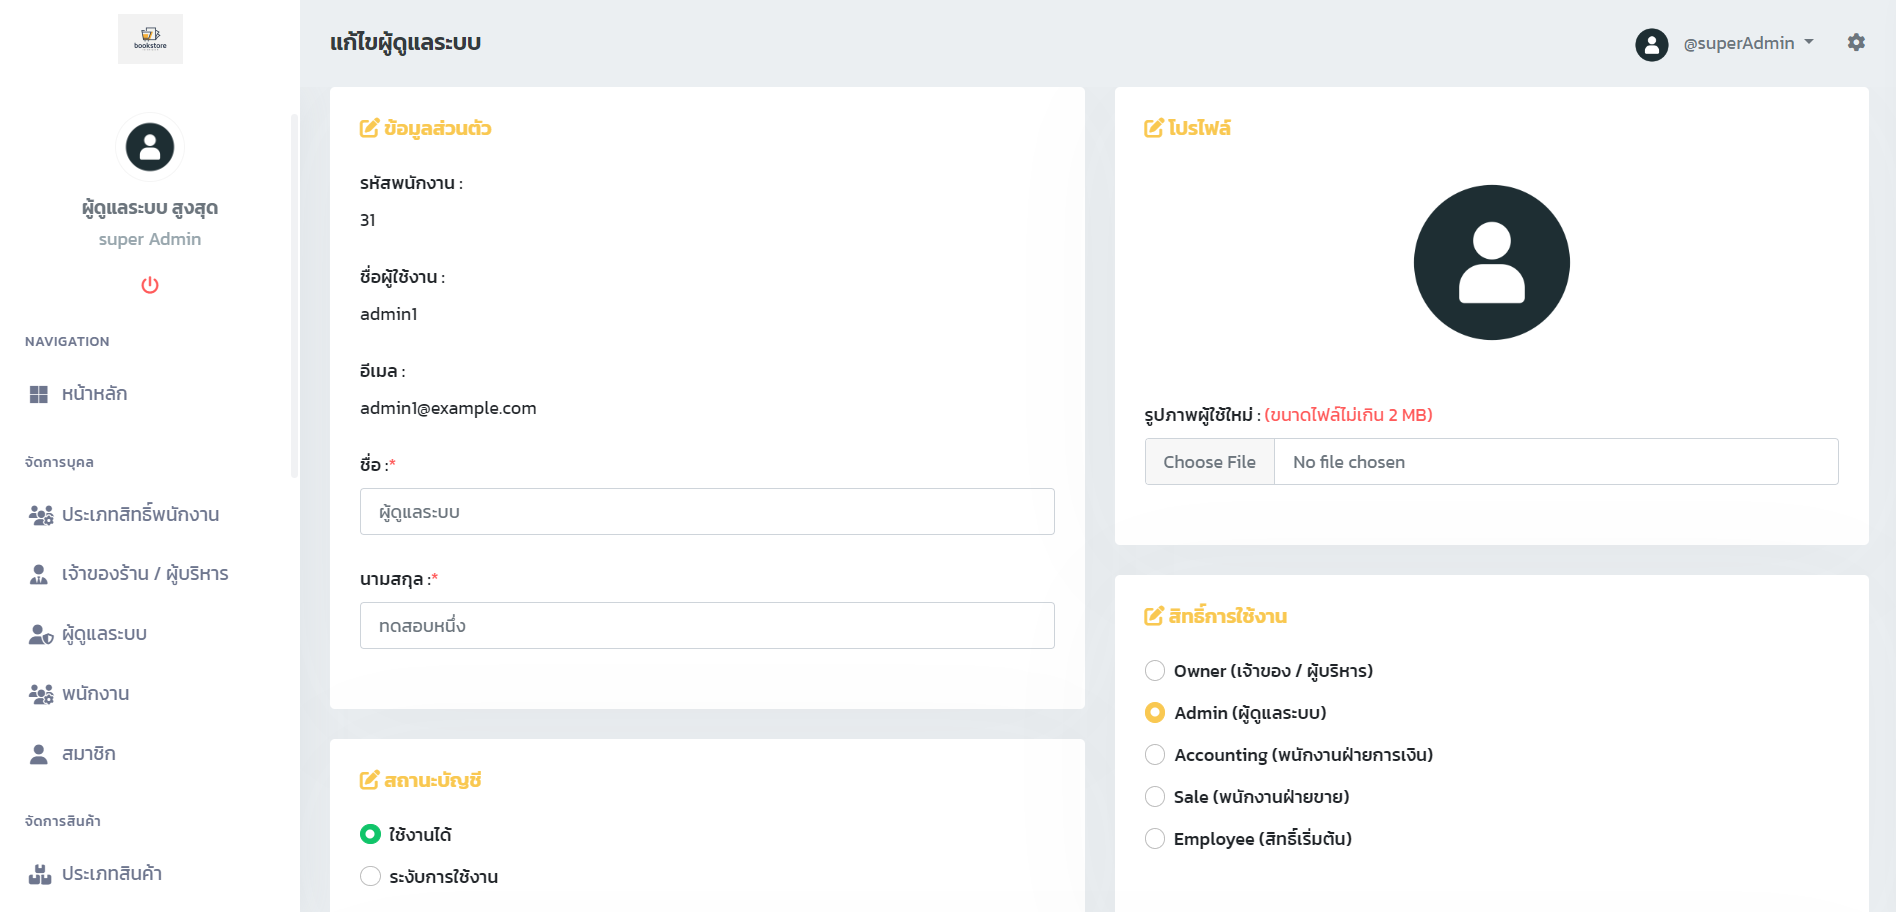 bookstore
ผู้ดูแลระบบ สูงสุด
super Admin
NAVIGATION
หน้าหลัก
จัดการบุคล
ประเภทสิทธิ์พนักงาน
เจ้าของร้าน / ผู้บริหาร
ผู้ดูแลระบบ
พนักงาน
สมาชิก
จัดการสินค้า
ประเภทสินค้า
แก้ไขผู้ดูแลระบบ
@superAdmin
ข้อมูลส่วนตัว
รหัสพนักงาน :
31
ชื่อผู้ใช้งาน :
admin1
อีเมล :
admin1@example.com
ชื่อ :*
ผู้ดูแลระบบ
นามสกุล :*
ทดสอบหนึ่ง
สถานะบัญชี
ใช้งานได้
ระงับการใช้งาน
โปรไฟล์
รูปภาพผู้ใช้ใหม่ : (ขนาดไฟล์ไม่เกิน 2 MB)
Choose File No file chosen
สิทธิ์การใช้งาน
Owner (เจ้าของ / ผู้บริหาร)
Admin (ผู้ดูแลระบบ)
Accounting (พนักงานฝ่ายการเงิน)
Sale (พนักงานฝ่ายขาย)
Employee (สิทธิ์เริ่มต้น)